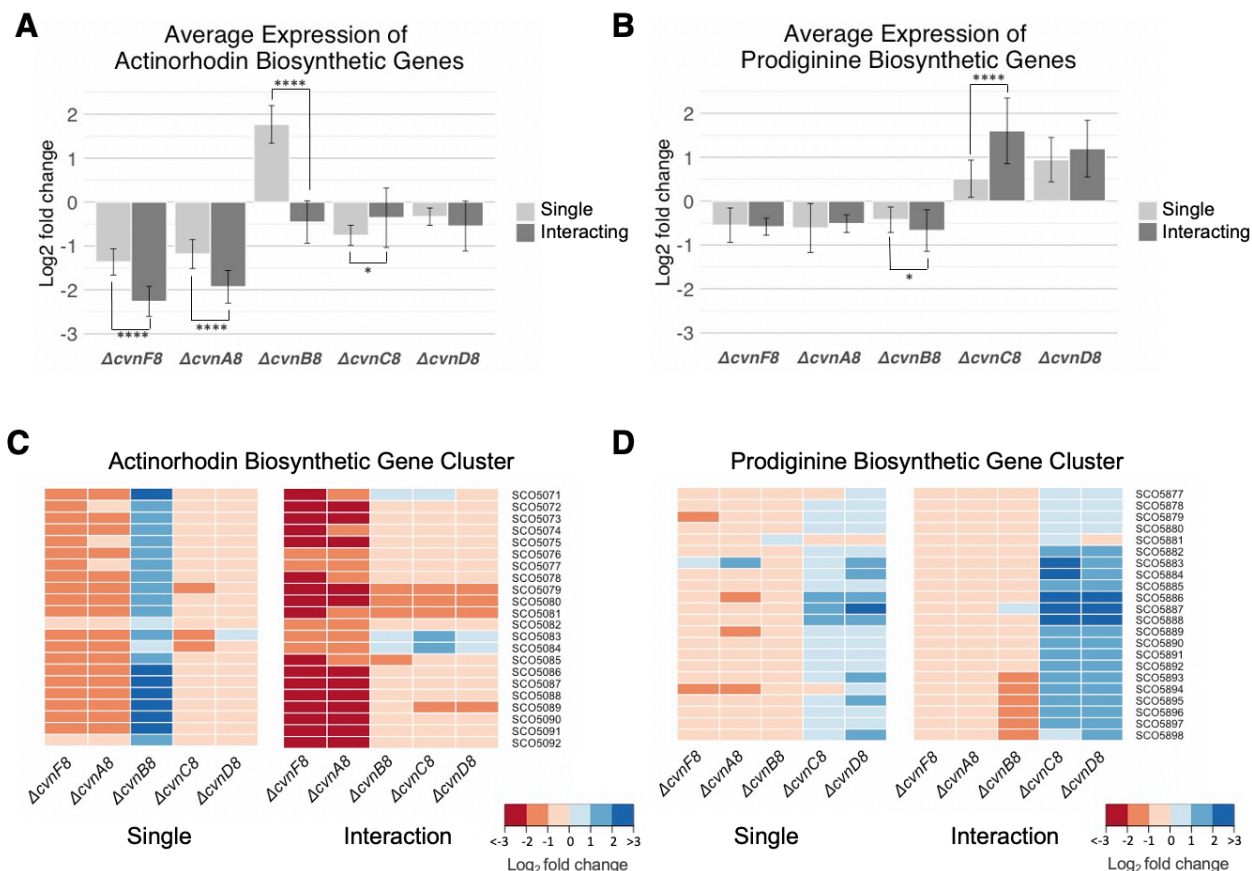 A
Average Expression of
Actinorhodin Biosynthetic Genes
Log2 fold change
2
1
0
-1
-2
-3
****
****
****
*
ΔcvnF8 ΔcvnA8 ΔcvnB8 ΔcvnC8 ΔcvnD8
Single
Interacting
B
Average Expression of
Prodiginine Biosynthetic Genes
Log2 fold change
2
1
0
-1
-2
-3
****
*
ΔcvnF8 ΔcvnA8 ΔcvnB8 ΔcvnC8 ΔcvnD8
Single
Interacting
C
Actinorhodin Biosynthetic Gene Cluster
SCO5071
SCO5072
SCO5073
SCO5074
SCO5075
SCO5076
SCO5077
SCO5078
SCO5079
SCO5080
SCO5081
SCO5082
SCO5083
SCO5084
SCO5085
SCO5086
SCO5087
SCO5088
SCO5089
SCO5090
SCO5091
SCO5092
ΔcvnF8 ΔcvnA8 ΔcvnB8 ΔcvnC8 ΔcvnD8
ΔcvnF8 ΔcvnA8 ΔcvnB8 ΔcvnC8 ΔcvnD8
Single
Interaction
<-3 -2 -1 0 1 2 >3
Log2 fold change
D
Prodiginine Biosynthetic Gene Cluster
SCO5877
SCO5878
SCO5879
SCO5880
SCO5881
SCO5882
SCO5883
SCO5884
SCO5885
SCO5886
SCO5887
SCO5888
SCO5889
SCO5890
SCO5891
SCO5892
SCO5893
SCO5894
SCO5895
SCO5896
SCO5897
SCO5898
ΔcvnF8 ΔcvnA8 ΔcvnB8 ΔcvnC8 ΔcvnD8
ΔcvnF8 ΔcvnA8 ΔcvnB8 ΔcvnC8 ΔcvnD8
Single
Interaction
<-3 -2 -1 0 1 2 >3
Log2 fold change